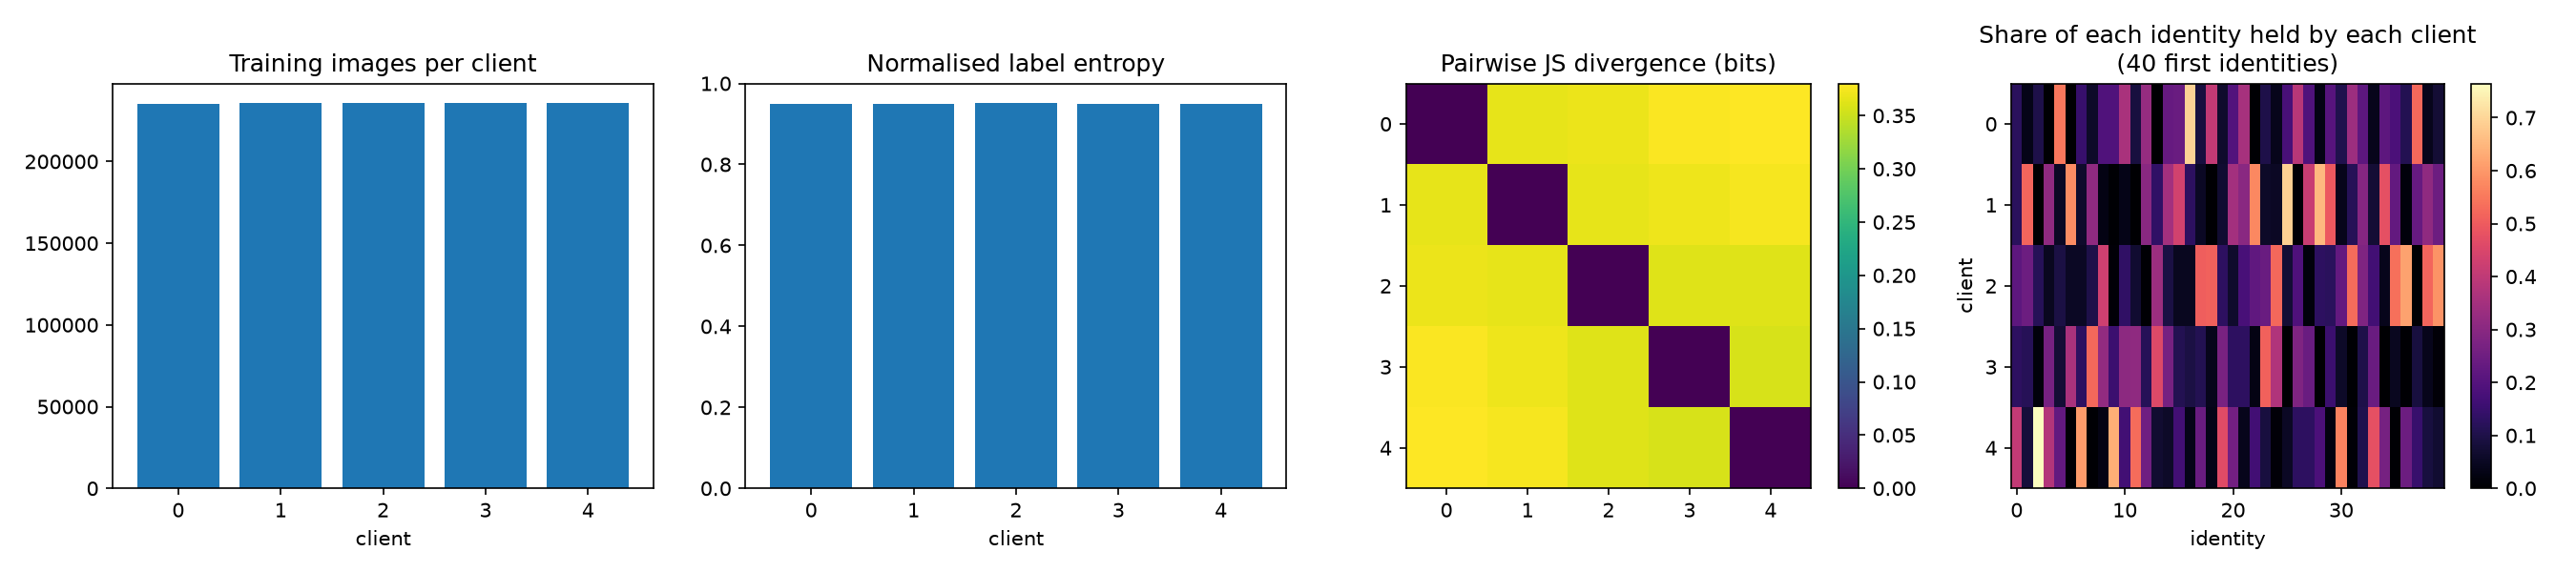 Training images per client
200000
150000
100000
50000
0
0 1 2 3 4
client
Normalised label entropy
1.0
0.8
0.6
0.4
0.2
0.0
0 1 2 3 4
client
Pairwise JS divergence (bits)
0
1
2
3
4
0 1 2 3 4
0.35
0.30
0.25
0.20
0.15
0.10
0.05
0.00
Share of each identity held by each client
(40 first identities)
client
0
1
2
3
4
0 10 20 30
identity
0.7
0.6
0.5
0.4
0.3
0.2
0.1
0.0